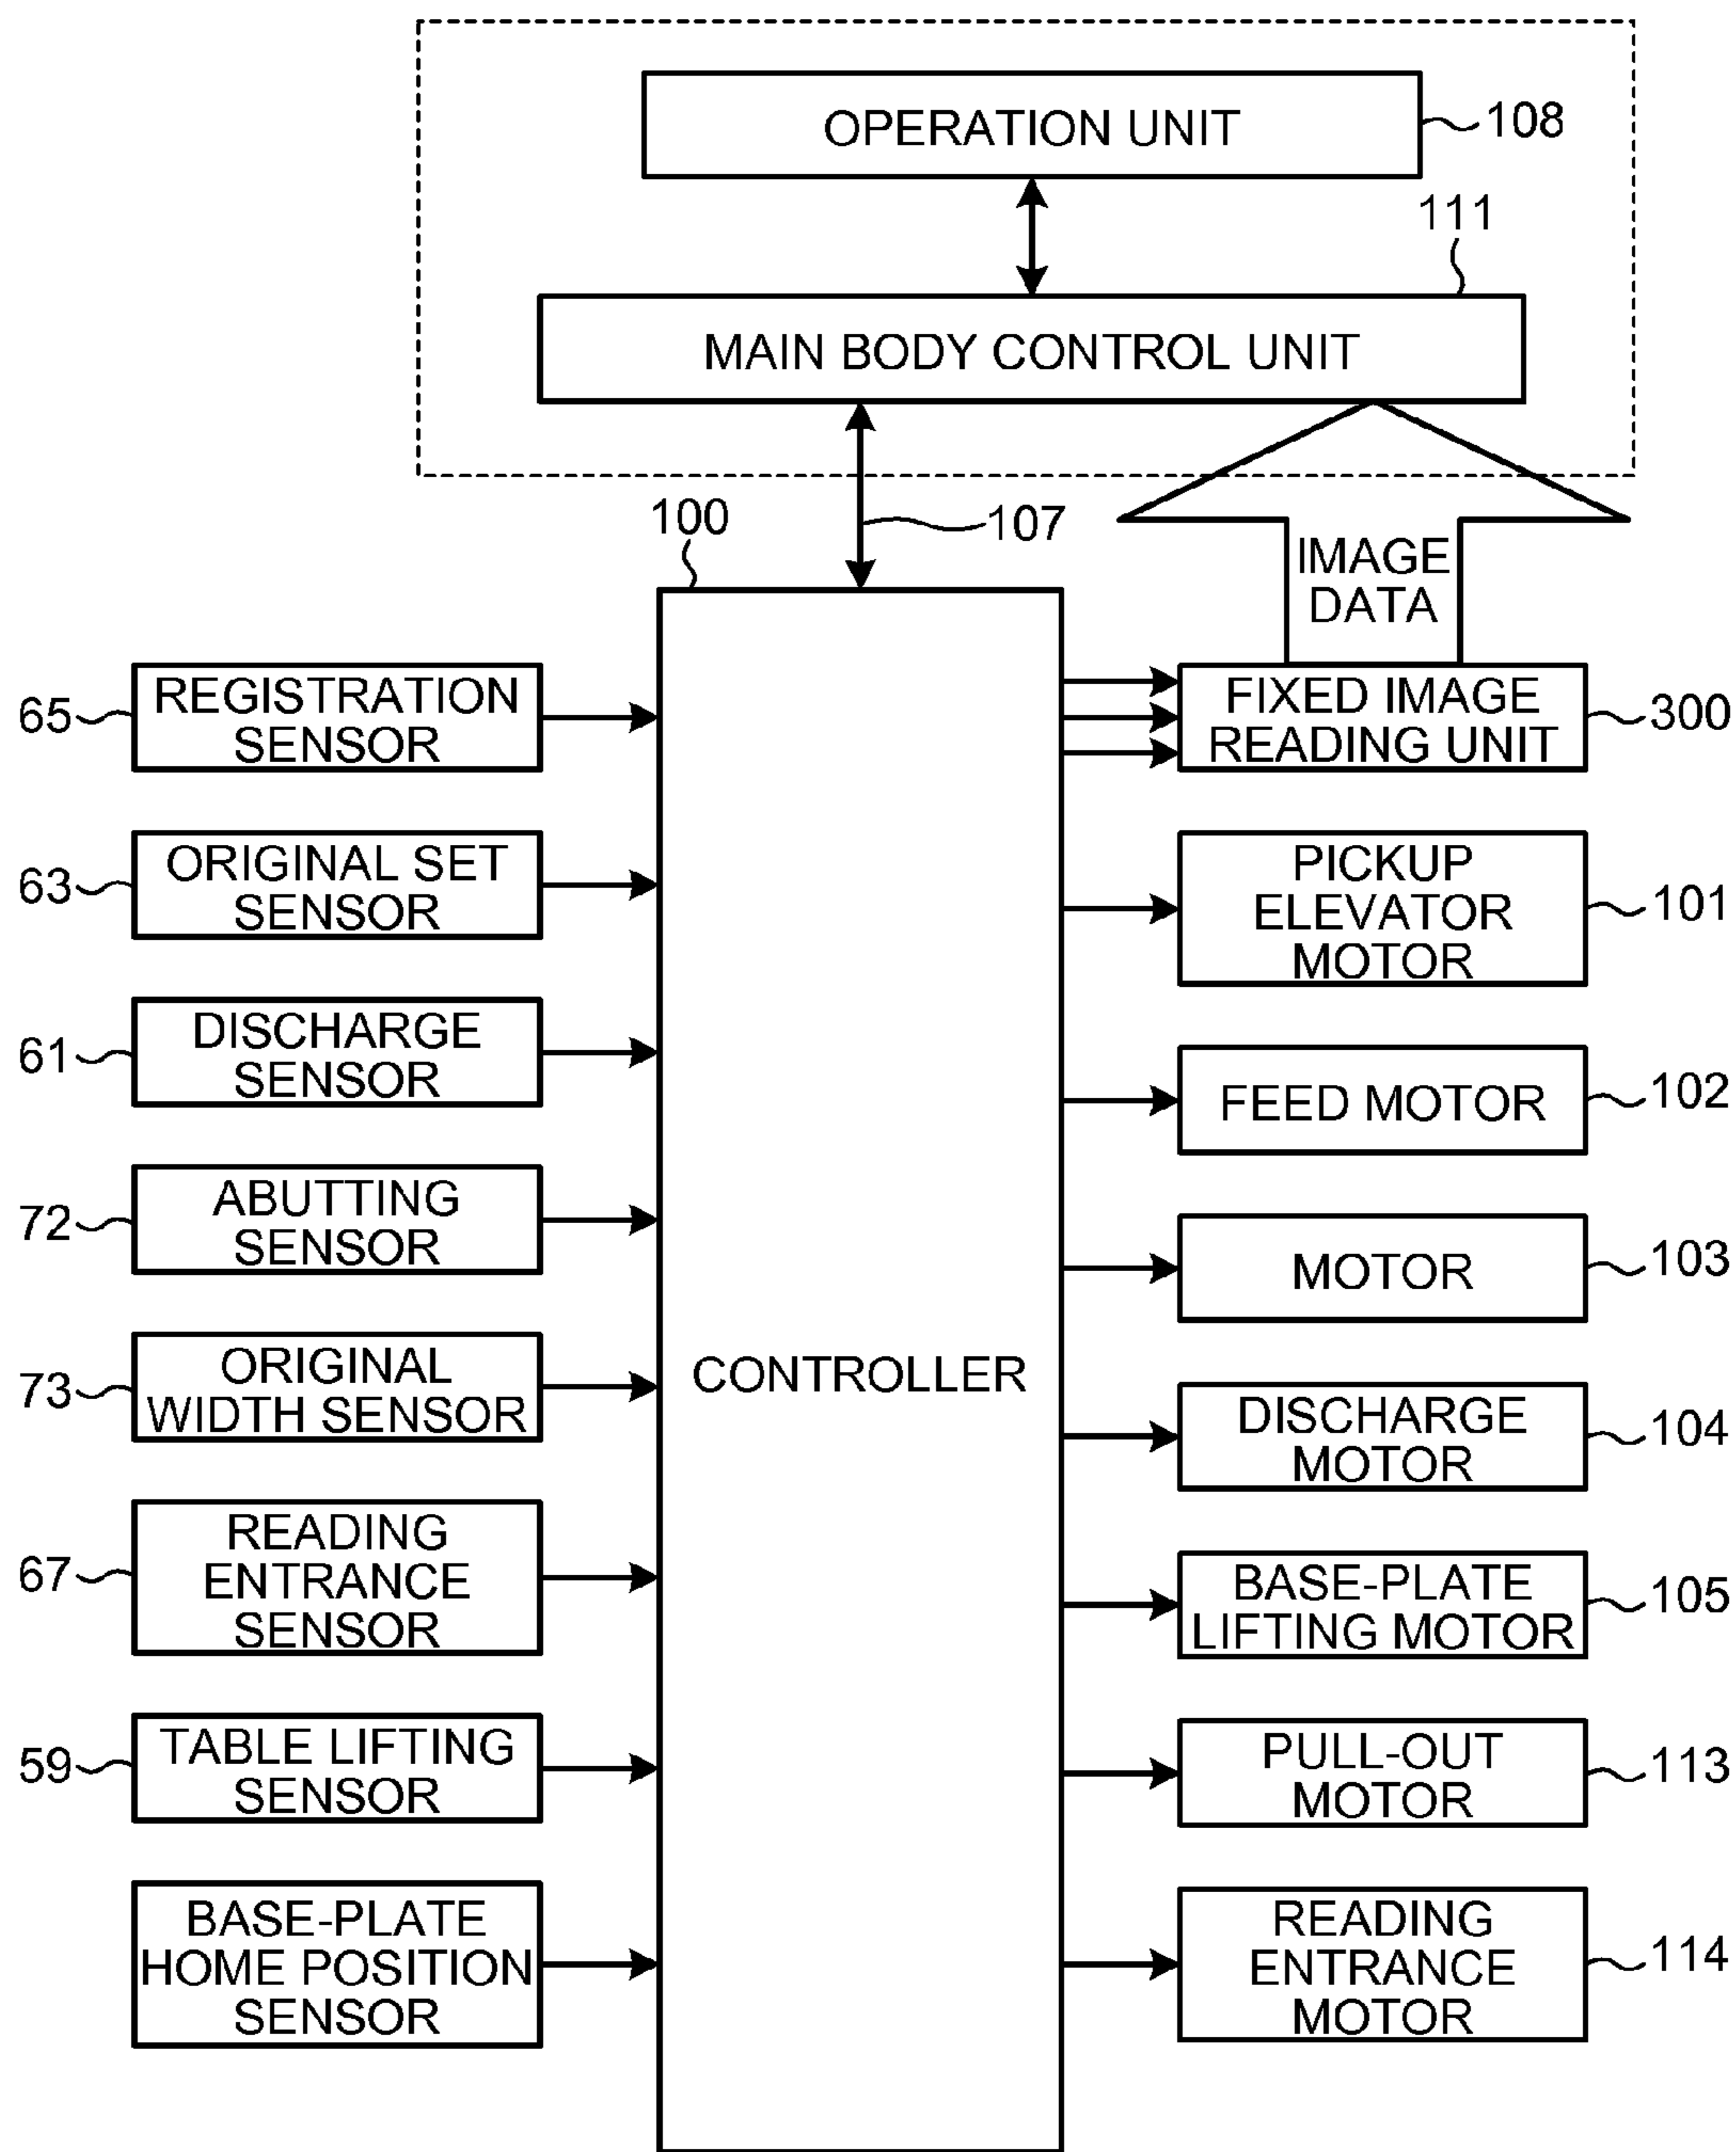 OPERATION UNIT
108
111
MAIN BODY CONTROL UNIT
100
107
IMAGE
DATA
65
REGISTRATION
SENSOR
63
ORIGINAL SET
SENSOR
61
DISCHARGE
SENSOR
72
ABUTTING
SENSOR
73
ORIGINAL
WIDTH SENSOR
67
READING
ENTRANCE
SENSOR
59
TABLE LIFTING
SENSOR
BASE-PLATE
HOME POSITION
SENSOR
CONTROLLER
FIXED IMAGE
READING UNIT
300
PICKUP
ELEVATOR
MOTOR
101
FEED MOTOR
102
MOTOR
103
DISCHARGE
MOTOR
104
BASE-PLATE
LIFTING MOTOR
105
PULL-OUT
MOTOR
113
READING
ENTRANCE
MOTOR
114